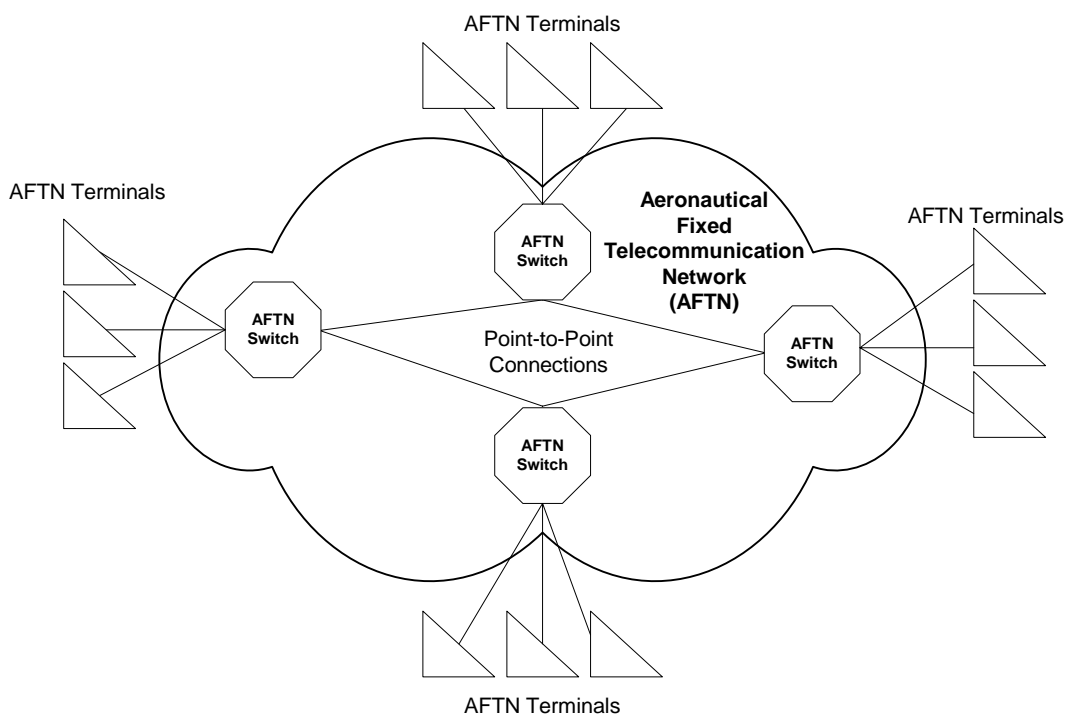 AFTN Terminals
AFTN Terminals
Aeronautical
Fixed
Telecommunication
Network
(AFTN)
AFTN Terminals
AFTN
Switch
AFTN
Switch
Point-to-Point
Connections
AFTN
Switch
AFTN
Switch
AFTN Terminals